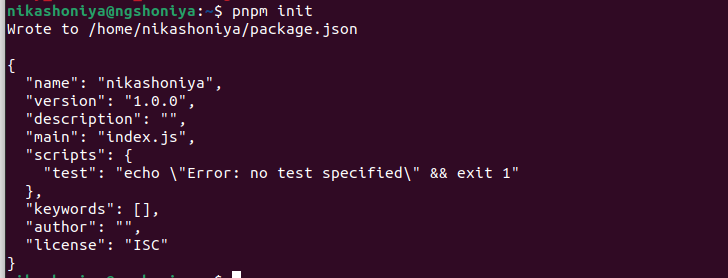 nikashoniya@ngshoniya:~$ pnpm init
Wrote to /home/nikashoniya/package.json
{
  "name": "nikashoniya",
  "version": "1.0.0",
  "description": "",
  "main": "index.js",
  "scripts": {
    "test": "echo \"Error: no test specified\" && exit 1"
  },
  "keywords": [],
  "author": "",
  "license": "ISC"
}